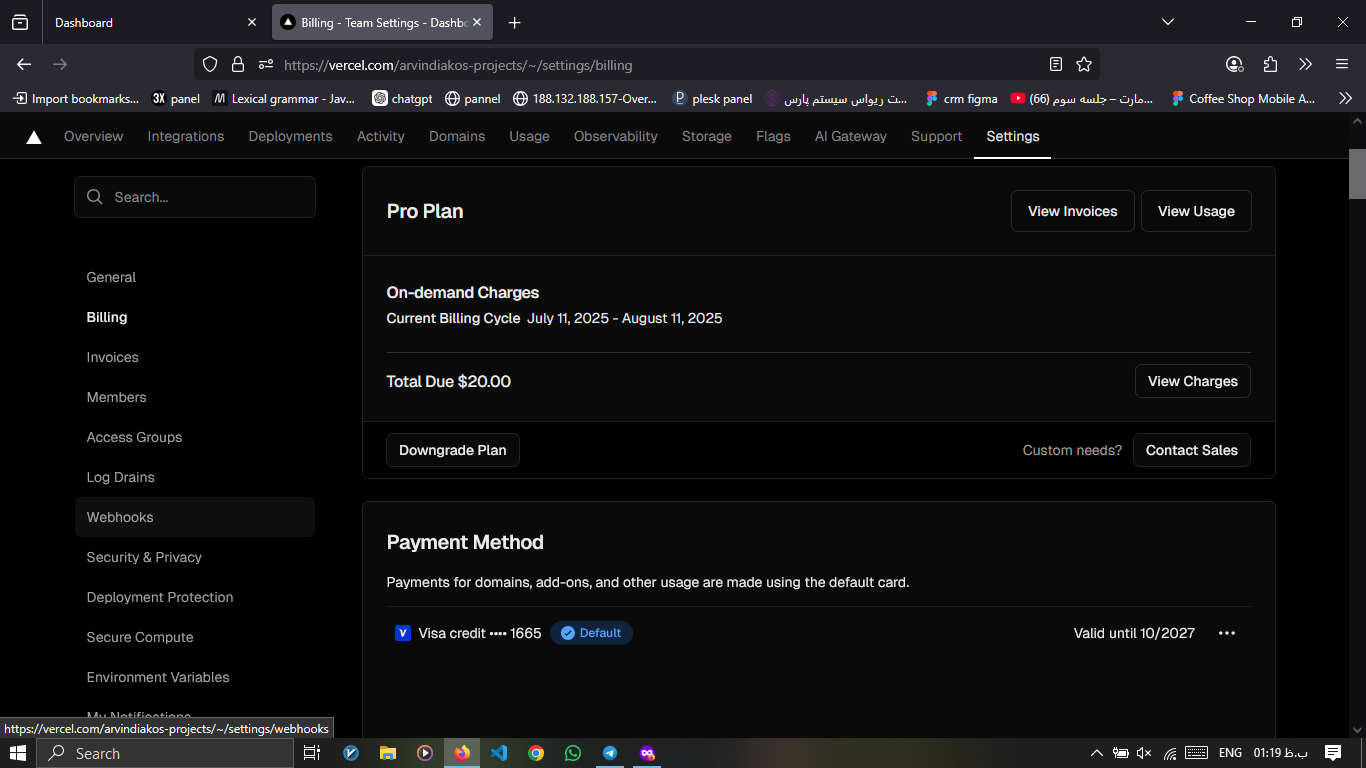 Dashboard
Billing - Team Settings - Dashbo
https://vercel.com/arvindiakos-projects/~/settings/billing
Import bookmarks... 3X panel Lexical grammar - Jav... chatgpt pannel 188.132.188.157-Over... plesk panel ...ت ریواس سیستم پارس crm figma ...مارت – جلسه سوم (66) Coffee Shop Mobile A...
Overview Integrations Deployments Activity Domains Usage Observability Storage Flags AI Gateway Support Settings
Search...
General
Billing
Invoices
Members
Access Groups
Log Drains
Webhooks
Security & Privacy
Deployment Protection
Secure Compute
Environment Variables
My Notifications
Pro Plan
View Invoices View Usage
On-demand Charges
Current Billing Cycle July 11, 2025 - August 11, 2025
Total Due $20.00 View Charges
Downgrade Plan Custom needs? Contact Sales
Payment Method
Payments for domains, add-ons, and other usage are made using the default card.
V Visa credit •••• 1665 Default Valid until 10/2027
https://vercel.com/arvindiakos-projects/~/settings/webhooks
Search ENG 01:19 ب.ظ